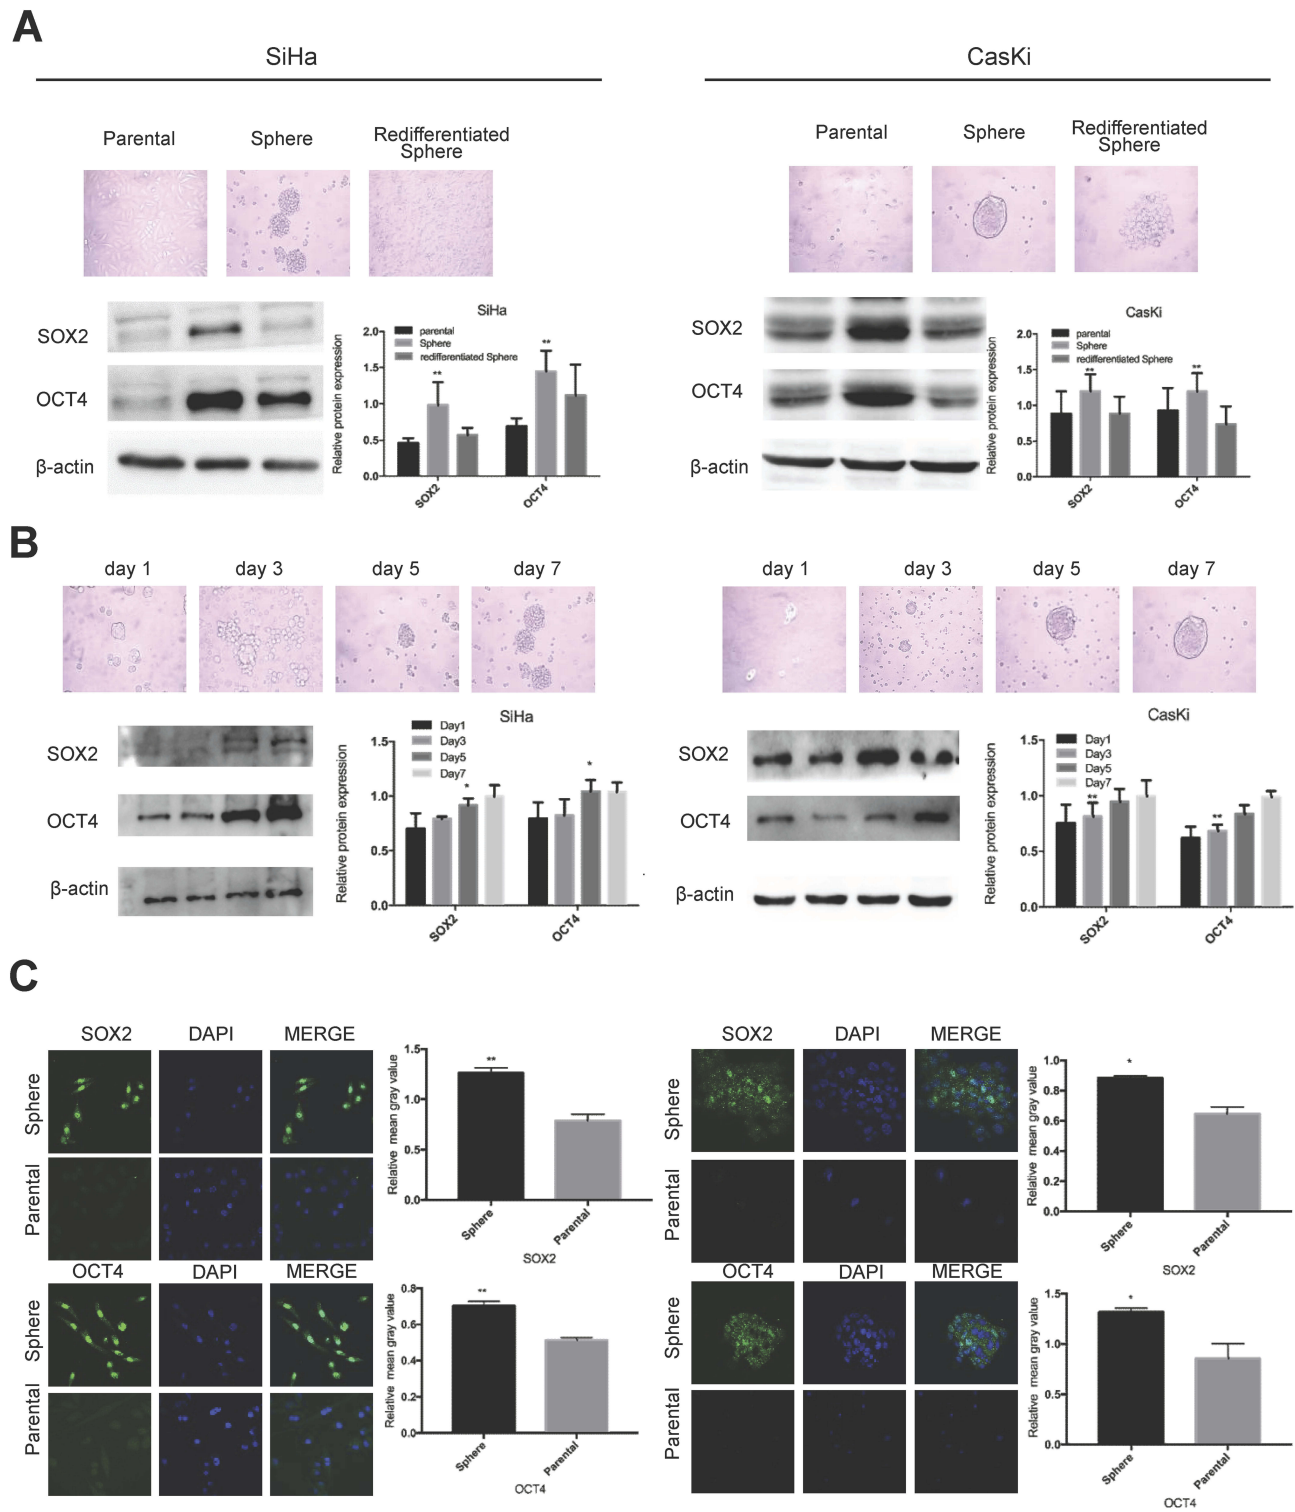 A
SiHa
CasKi
Parental
Sphere
Redifferentiated
Sphere
Parental
Sphere
Redifferentiated
Sphere
SOX2
OCT4
β-actin
SiHa
Relative protein expression
2.0
1.5
1.0
0.5
0.0
parental
Sphere
redifferentiated Sphere
**
**
SOX2
OCT4
SOX2
OCT4
β-actin
CasKi
Relative protein expression
2.0
1.5
1.0
0.5
0.0
parental
Sphere
redifferentiated Sphere
**
**
SOX2
OCT4
B
day 1
day 3
day 5
day 7
day 1
day 3
day 5
day 7
SOX2
OCT4
β-actin
SiHa
Relative protein expression
1.5
1.0
0.5
0.0
Day1
Day3
Day5
Day7
*
*
SOX2
OCT4
SOX2
OCT4
β-actin
CasKi
Relative protein expression
1.5
1.0
0.5
0.0
Day1
Day3
Day5
Day7
**
**
SOX2
OCT4
C
SOX2
DAPI
MERGE
Sphere
Parental
Relative mean gray value
1.5
1.0
0.5
0.0
**
Sphere
Parental
SOX2
SOX2
DAPI
MERGE
Sphere
Parental
Relative mean gray value
1.0
0.8
0.6
0.4
0.2
0.0
*
Sphere
Parental
SOX2
OCT4
DAPI
MERGE
Sphere
Parental
Relative mean gray value
0.8
0.6
0.4
0.2
0.0
**
Sphere
Parental
OCT4
OCT4
DAPI
MERGE
Sphere
Parental
Relative mean gray value
1.5
1.0
0.5
0.0
*
Sphere
Parental
OCT4